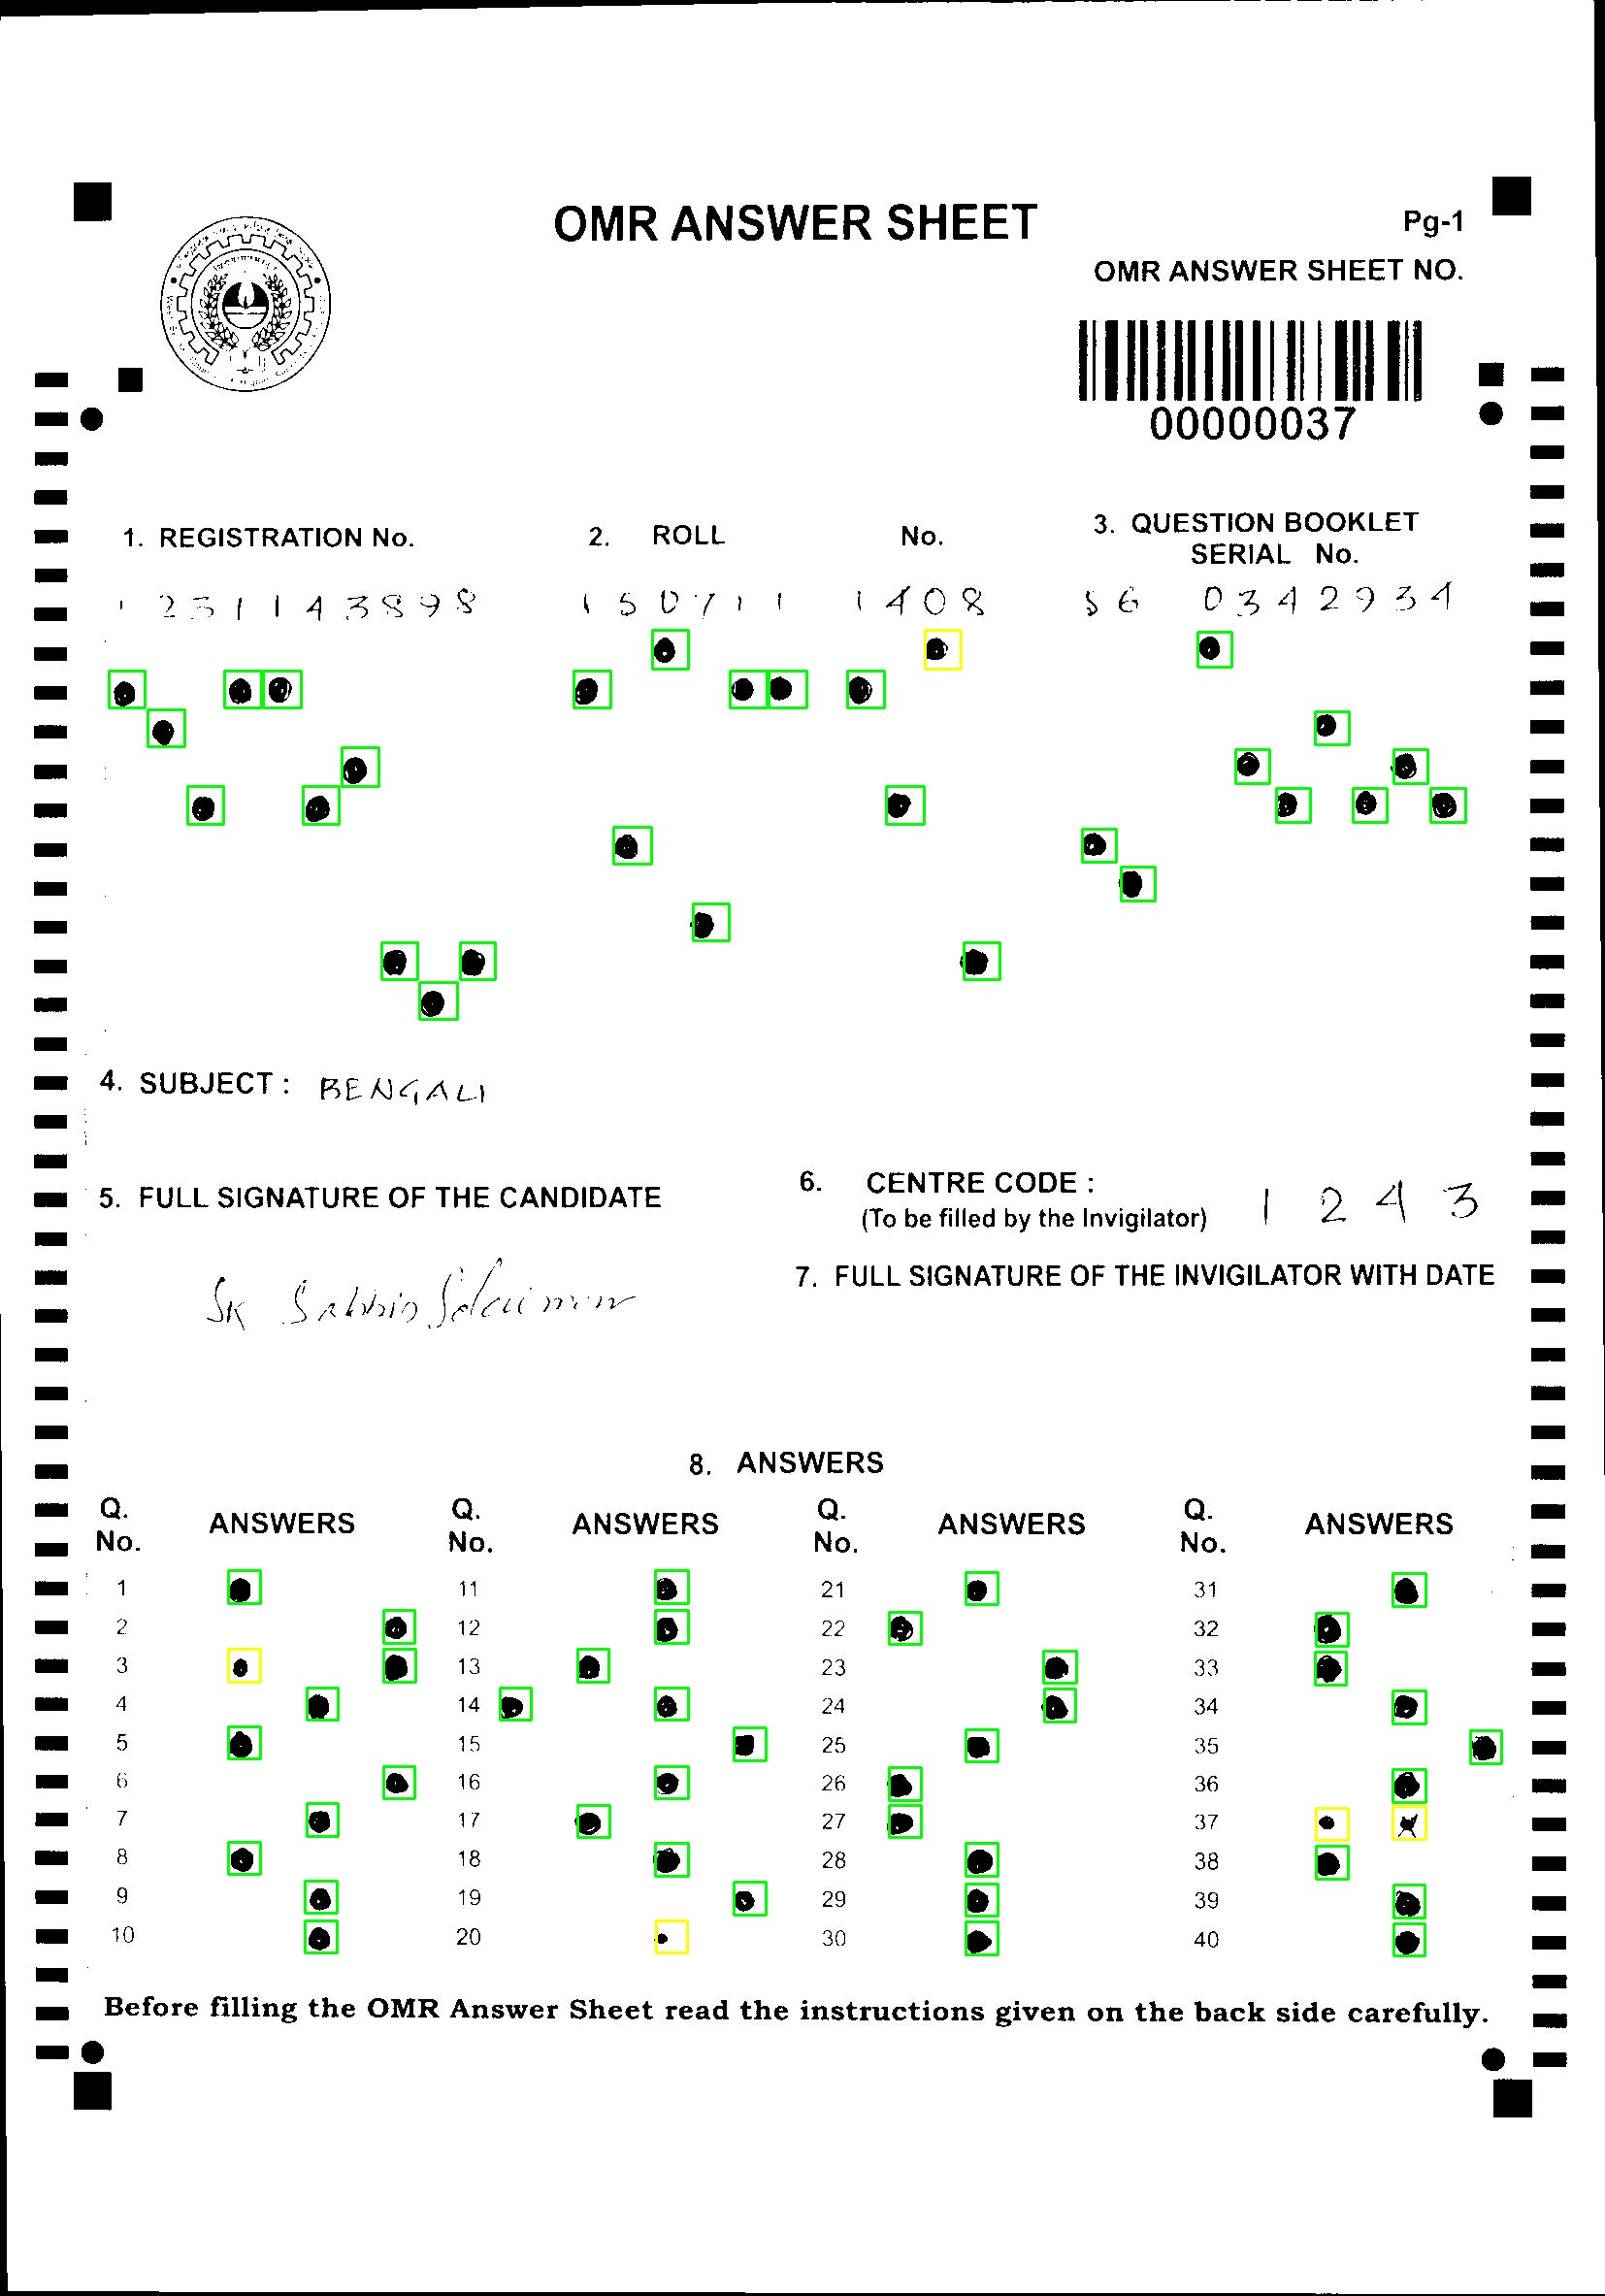 OMR ANSWER SHEET
Pg-1
OMR ANSWER SHEET NO.
00000037
1. REGISTRATION No.
2. ROLL No.
3. QUESTION BOOKLET
SERIAL No.
1 2 3 1 1 4 3 8 9 8
1 5 0 7 1 1 1 4 0 8
5 6 0 3 4 2 9 3 4
4. SUBJECT : BENGALI
5. FULL SIGNATURE OF THE CANDIDATE
6. CENTRE CODE : 1 2 4 3
(To be filled by the Invigilator)
7. FULL SIGNATURE OF THE INVIGILATOR WITH DATE
SK
8. ANSWERS
Q. No. ANSWERS Q. No. ANSWERS Q. No. ANSWERS Q. No. ANSWERS
1 11 21 31
2 12 22 32
3 13 23 33
4 14 24 34
5 15 25 35
6 16 26 36
7 17 27 37
8 18 28 38
9 19 29 39
10 20 30 40
Before filling the OMR Answer Sheet read the instructions given on the back side carefully.